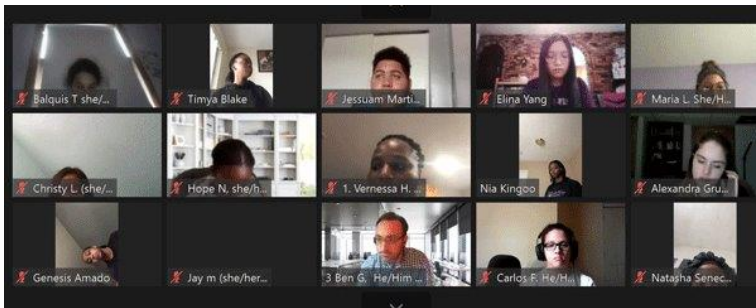 Balquis T she/...
Timya Blake
Jessuam Marti...
Elina Yang
Maria L. She/H...
Christy L. (she/...
Hope N, she/h...
1. Vernessa H. ...
Nia Kingoo
Alexandra Gru...
Genesis Amado
Jay m (she/her...
3 Ben G, He/Him ...
Carlos F. He/H...
Natasha Senec...